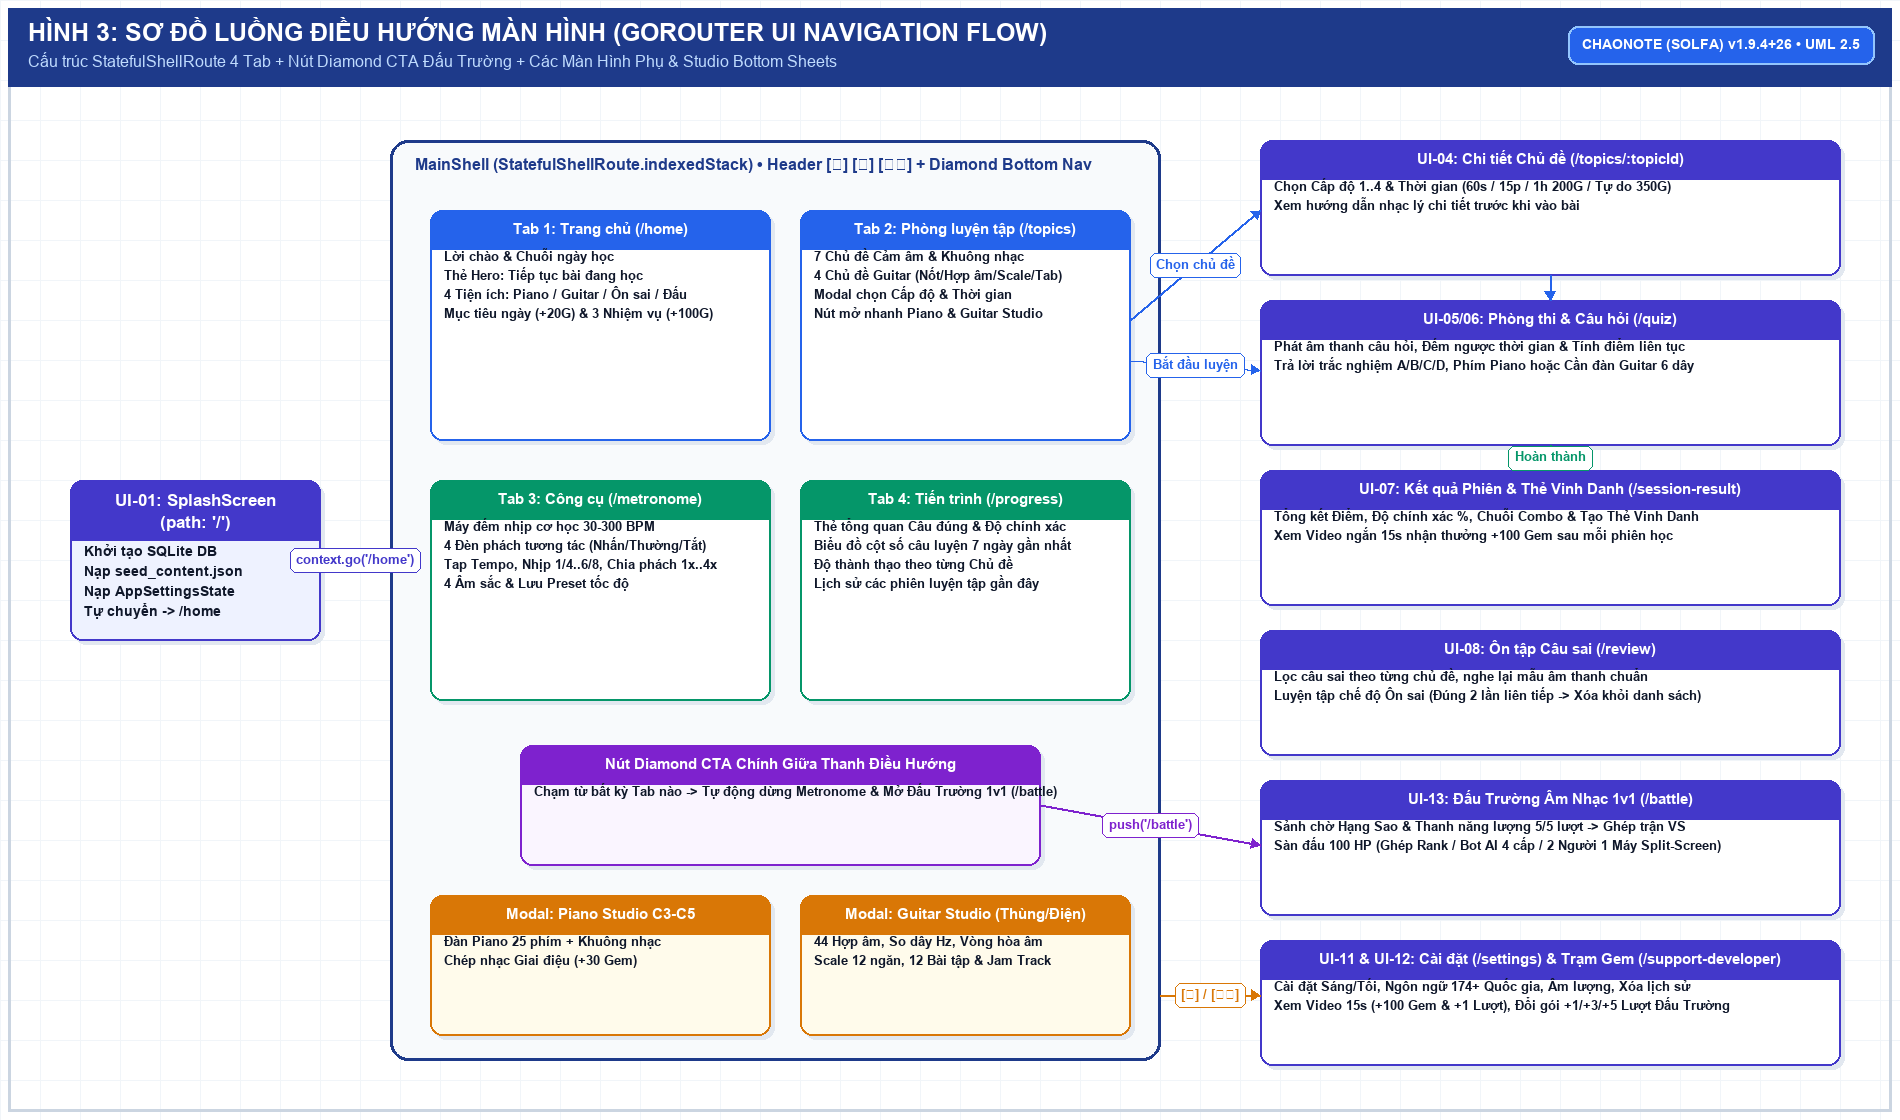 HÌNH 3: SƠ ĐỒ LUỒNG ĐIỀU HƯỚNG MÀN HÌNH (GOROUTER UI NAVIGATION FLOW)
Cấu trúc StatefulShellRoute 4 Tab + Nút Diamond CTA Đấu Trường + Các Màn Hình Phụ & Studio Bottom Sheets
CHAONOTE (SOLFA) v1.9.4+26 • UML 2.5
UI-01: SplashScreen
(path: '/')
Khởi tạo SQLite DB
Nạp seed_content.json
Nạp AppSettingsState
Tự chuyển -> /home
context.go('/home')
MainShell (StatefulShellRoute.indexedStack) • Header [] [] [] + Diamond Bottom Nav
Tab 1: Trang chủ (/home)
Lời chào & Chuỗi ngày học
Thẻ Hero: Tiếp tục bài đang học
4 Tiện ích: Piano / Guitar / Ôn sai / Đấu
Mục tiêu ngày (+20G) & 3 Nhiệm vụ (+100G)
Tab 2: Phòng luyện tập (/topics)
7 Chủ đề Cảm âm & Khuông nhạc
4 Chủ đề Guitar (Nốt/Hợp âm/Scale/Tab)
Modal chọn Cấp độ & Thời gian
Nút mở nhanh Piano & Guitar Studio
Tab 3: Công cụ (/metronome)
Máy đếm nhịp cơ học 30-300 BPM
4 Đèn phách tương tác (Nhấn/Thường/Tắt)
Tap Tempo, Nhịp 1/4..6/8, Chia phách 1x..4x
4 Âm sắc & Lưu Preset tốc độ
Tab 4: Tiến trình (/progress)
Thẻ tổng quan Câu đúng & Độ chính xác
Biểu đồ cột số câu luyện 7 ngày gần nhất
Độ thành thạo theo từng Chủ đề
Lịch sử các phiên luyện tập gần đây
Nút Diamond CTA Chính Giữa Thanh Điều Hướng
Chạm từ bất kỳ Tab nào -> Tự động dừng Metronome & Mở Đấu Trường 1v1 (/battle)
Modal: Piano Studio C3-C5
Đàn Piano 25 phím + Khuông nhạc
Chép nhạc Giai điệu (+30 Gem)
Modal: Guitar Studio (Thùng/Điện)
44 Hợp âm, So dây Hz, Vòng hòa âm
Scale 12 ngăn, 12 Bài tập & Jam Track
Chọn chủ đề
Bắt đầu luyện
push('/battle')
[] / []
UI-04: Chi tiết Chủ đề (/topics/:topicId)
Chọn Cấp độ 1..4 & Thời gian (60s / 15p / 1h 200G / Tự do 350G)
Xem hướng dẫn nhạc lý chi tiết trước khi vào bài
UI-05/06: Phòng thi & Câu hỏi (/quiz)
Phát âm thanh câu hỏi, Đếm ngược thời gian & Tính điểm liên tục
Trả lời trắc nghiệm A/B/C/D, Phím Piano hoặc Cần đàn Guitar 6 dây
Hoàn thành
UI-07: Kết quả Phiên & Thẻ Vinh Danh (/session-result)
Tổng kết Điểm, Độ chính xác %, Chuỗi Combo & Tạo Thẻ Vinh Danh
Xem Video ngắn 15s nhận thưởng +100 Gem sau mỗi phiên học
UI-08: Ôn tập Câu sai (/review)
Lọc câu sai theo từng chủ đề, nghe lại mẫu âm thanh chuẩn
Luyện tập chế độ Ôn sai (Đúng 2 lần liên tiếp -> Xóa khỏi danh sách)
UI-13: Đấu Trường Âm Nhạc 1v1 (/battle)
Sảnh chờ Hạng Sao & Thanh năng lượng 5/5 lượt -> Ghép trận VS
Sàn đấu 100 HP (Ghép Rank / Bot AI 4 cấp / 2 Người 1 Máy Split-Screen)
UI-11 & UI-12: Cài đặt (/settings) & Trạm Gem (/support-developer)
Cài đặt Sáng/Tối, Ngôn ngữ 174+ Quốc gia, Âm lượng, Xóa lịch sử
Xem Video 15s (+100 Gem & +1 Lượt), Đổi gói +1/+3/+5 Lượt Đấu Trường